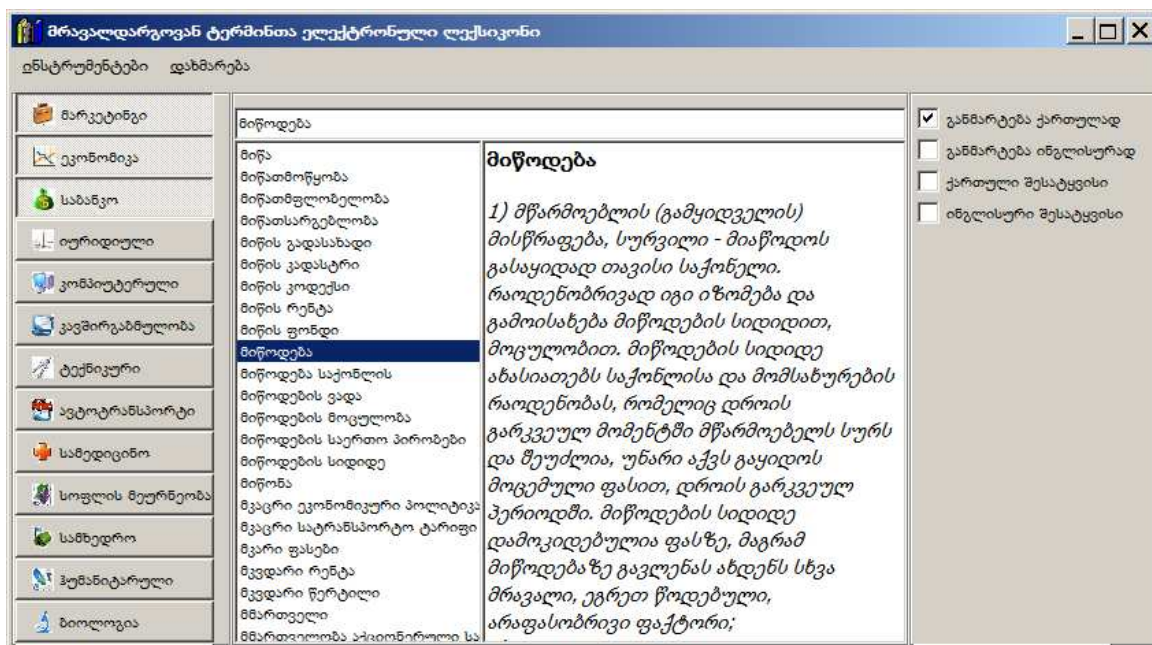 მრავალდარგოვან ტერმინთა ელექტრონული ლექსიკონი
ინსტრუმენტები დახმარება
მარკეტინგი
ეკონომიკა
საბანკო
იურიდიული
კომპიუტერული
კავშირგაბმულობა
ტექნიკური
ავტოტრანსპორტი
სამედიცინო
სოფლის მეურნეობა
სამხედრო
ჰუმანიტარული
ბიოლოგია
მიწოდება
მიწა
მიწათმოწყობა
მიწათმფლობელობა
მიწათსარგებლობა
მიწის გადასახადი
მიწის კადასტრი
მიწის კოდექსი
მიწის რენტა
მიწის ფონდი
მიწოდება
მიწოდება საქონლის
მიწოდების ვადა
მიწოდების მოცულობა
მიწოდების საერთო პირობები
მიწოდების სიდიდე
მიწონა
მკაცრი ეკონომიკური პოლიტიკა
მკაცრი სატრანსპორტო ტარიფი
მკარი ფასები
მკვდარი რენტა
მკვდარი წერტილი
მმართველი
მმართველობა აქციონერული სა
მიწოდება
1) მწარმოებლის (გამყიდველის)
მისწრაფება, სურვილი - მიაწოდოს
გასაყიდად თავისი საქონელი.
რაოდენობრივად იგი იზომება და
გამოისახება მიწოდების სიდიდით,
მოცულობით. მიწოდების სიდიდე
ახასიათებს საქონლისა და მომსახურების
რაოდენობას, რომელიც დროის
გარკვეულ მომენტში მწარმოებელს სურს
და შეუძლია, უნარი აქვს გაყიდოს
მოცემული ფასით, დროის გარკვეულ
პერიოდში. მიწოდების სიდიდე
დამოკიდებულია ფასზე, მაგრამ
მიწოდებაზე გავლენას ახდენს სხვა
მრავალი, ეგრეთ წოდებული,
არაფასობრივი ფაქტორი;
განმარტება ქართულად
განმარტება ინგლისურად
ქართული შესატყვისი
ინგლისური შესატყვისი